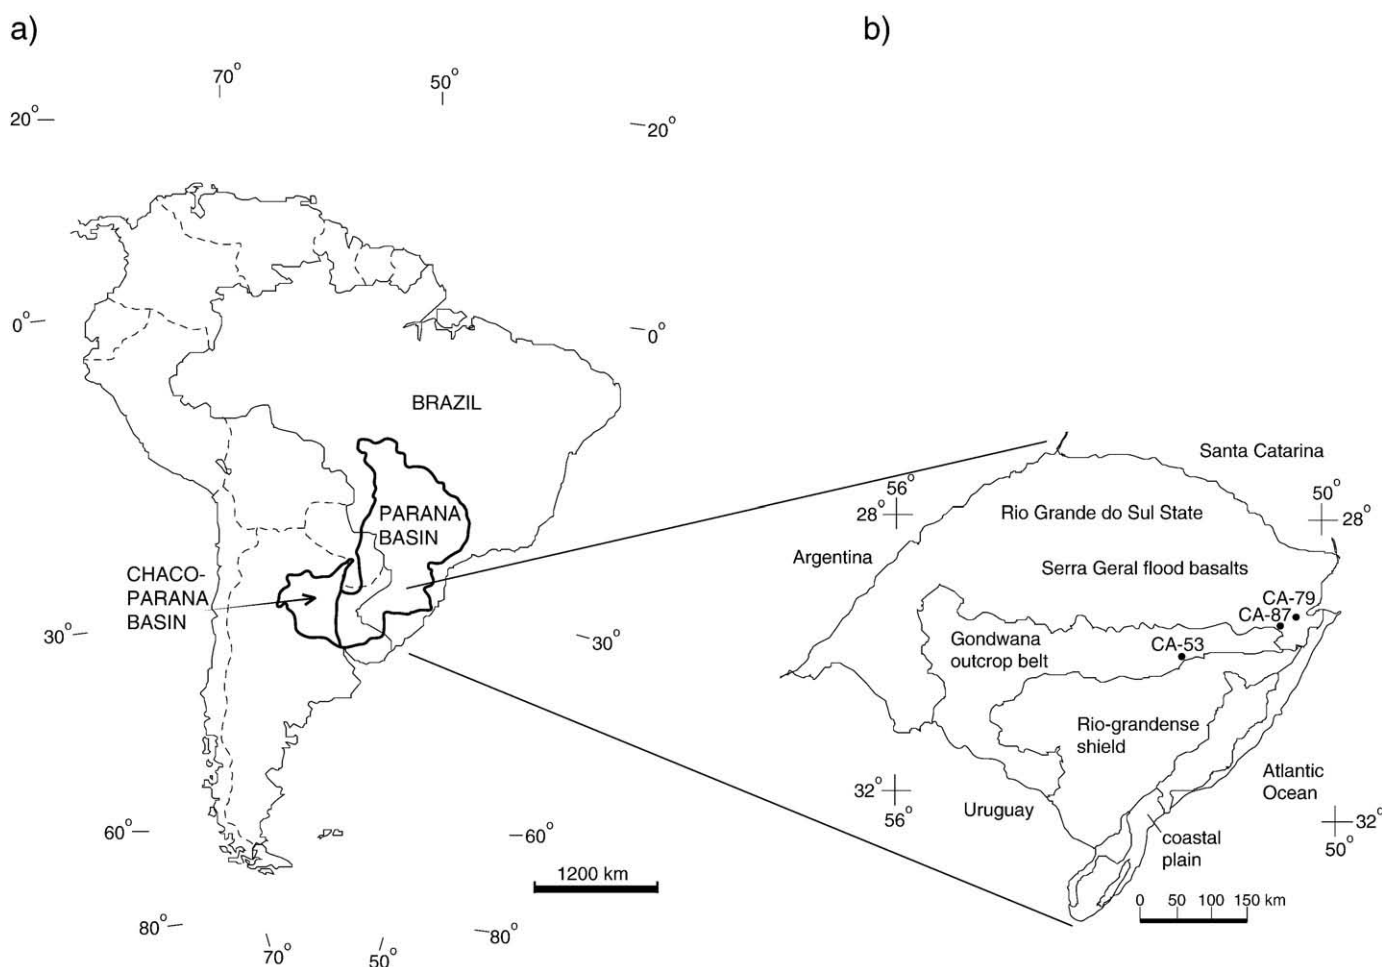 a)
b)
70°
50°
20°
20°
0°
0°
BRAZIL
PARANA
BASIN
CHACO-
PARANA
BASIN
30°
30°
60°
60°
1200 km
80°
80°
70°
50°
Santa Catarina
56°
28°
50°
28°
Rio Grande do Sul State
Argentina
Serra Geral flood basalts
CA-79
CA-87
CA-53
Gondwana
outcrop belt
Rio-grandense
shield
Atlantic
Ocean
32°
56°
Uruguay
32°
50°
coastal
plain
0 50 100 150 km